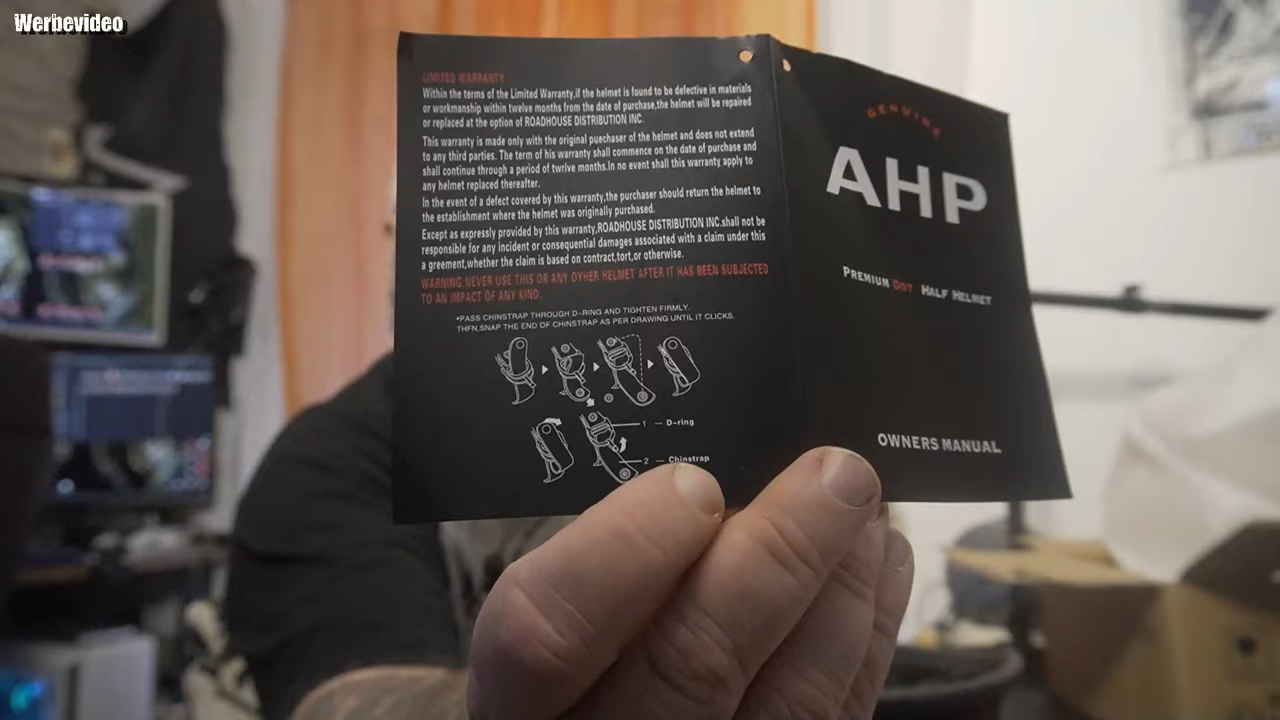 Werbevideo
LIMITED WARRANTY
Within the terms of the Limited Warranty,if the helmet is found to be defective in materials
or workmanship within twelve months from the date of purchase,the helmet will be repaired
or replaced at the option of ROADHOUSE DISTRIBUTION INC.
This warranty is made only with the original puechaser of the helmet and does not extend
to any third parties. The term of his warranty shall commence on the date of purchase and
shall continue through a period of twrlve months.In no event shall this warranty apply to
any helmet replaced thereafter.
In the event of a defect covered by this warranty,the purchaser should return the helmet to
the establishment where the helmet was originally purchased.
Except as expressly provided by this warranty,ROADHOUSE DISTRIBUTION INC.shall not be
responsible for any incident or consequential damages associated with a claim under this
a greement,whether the claim is based on contract,tort,or otherwise.
WARNING:NEVER USE THIS OR ANY OYHER HELMET AFTER IT HAS BEEN SUBJECTED
TO AN IMPACT OF ANY KIND.
•PASS CHINSTRAP THROUGH D-RING AND TIGHTEN FIRMLY.
THFN,SNAP THE END OF CHINSTRAP AS PER DRAWING UNTIL IT CLICKS.
1 — D-ring
2 — Chinstrap
GENUINE
AHP
PREMIUM DOT HALF HELMET
OWNERS MANUAL